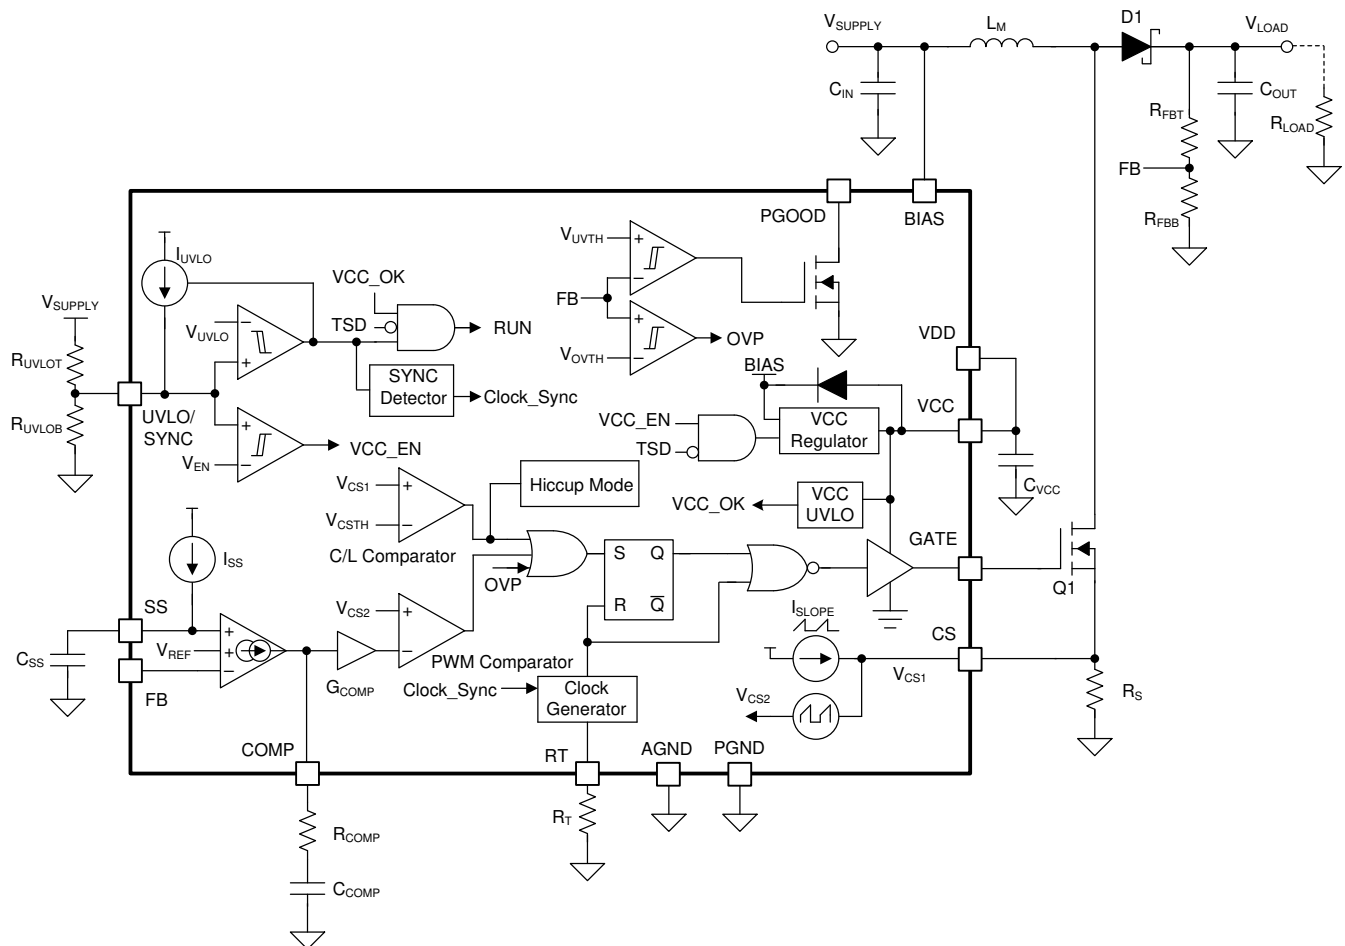 VSUPPLY
LM
D1
VLOAD
CIN
RFBT
COUT
RLOAD
FB
RFBB
PGOOD
BIAS
IUVLO
VUVTH
FB
VOVTH
OVP
VCC_OK
TSD
RUN
VSUPPLY
VUVLO
RUVLOT
SYNC
Detector
Clock_Sync
UVLO/
SYNC
RUVLOB
VEN
VCC_EN
VDD
BIAS
VCC
VCC_EN
TSD
VCC
Regulator
CVCC
VCS1
VCSTH
Hiccup Mode
C/L Comparator
VCC_OK
VCC
UVLO
GATE
Q1
ISS
OVP
S Q
R Q
SS
VCS2
VREF
CSS
FB
GCOMP
PWM Comparator
Clock_Sync
Clock
Generator
ISLOPE
CS
VCS1
VCS2
RS
COMP
RT
AGND
PGND
RCOMP
RT
CCOMP